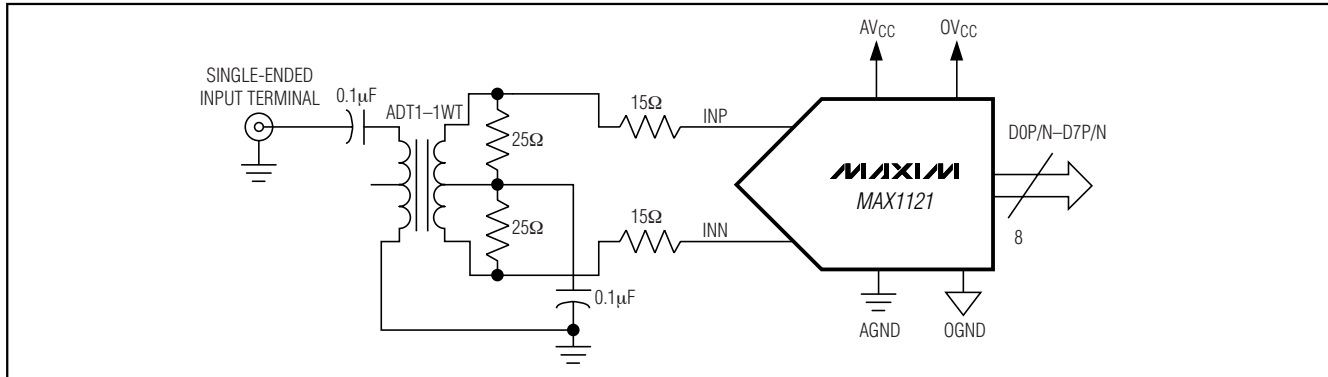 SINGLE-ENDED
INPUT TERMINAL
0.1μF
ADT1–1WT
25Ω
25Ω
0.1μF
15Ω
15Ω
INP
INN
AVCC
OVCC
MAXIM
MAX1121
D0P/N–D7P/N
8
AGND
OGND